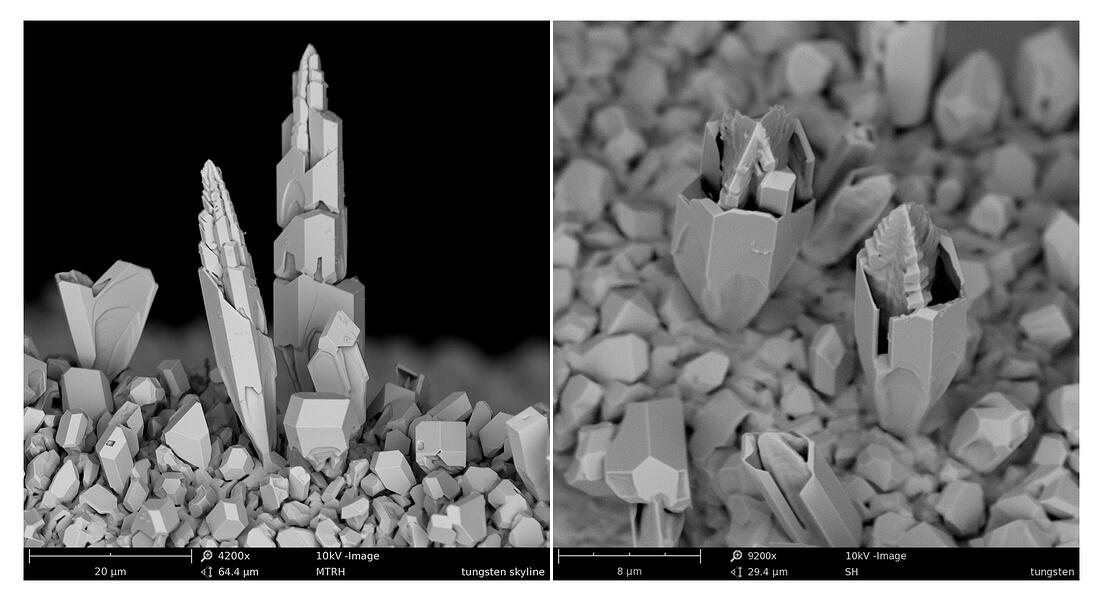 4200x 10kV -Image
20 µm 64.4 µm MTRH tungsten skyline
9200x 10kV -Image
8 µm 29.4 µm SH tungsten